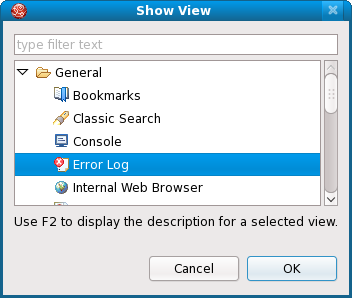 Show View
type filter text
General
Bookmarks
Classic Search
Console
Error Log
Internal Web Browser
Use F2 to display the description for a selected view.
Cancel OK